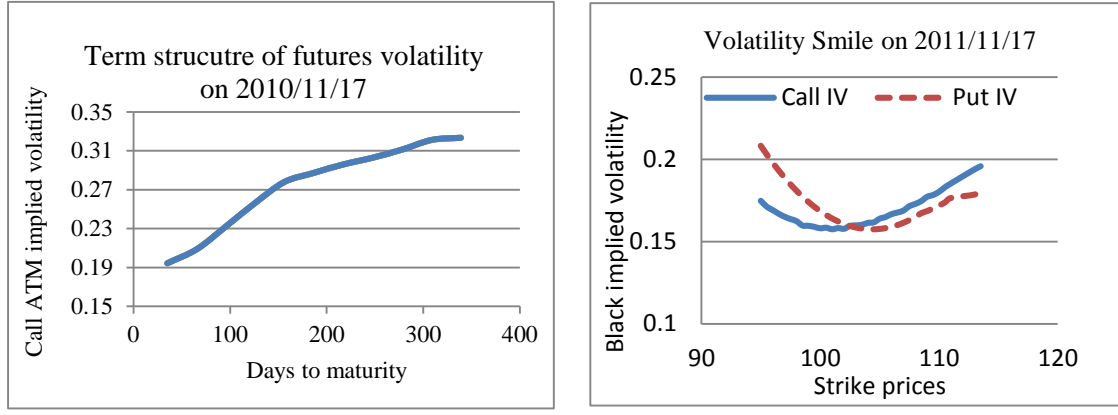 Term strucutre of futures volatility
on 2010/11/17
Call ATM implied volatility
0.35
0.31
0.27
0.23
0.19
0.15
0
100
200
300
400
Days to maturity
Volatility Smile on 2011/11/17
Black implied volatility
0.25
0.2
0.15
0.1
Call IV
Put IV
90
100
110
120
Strike prices